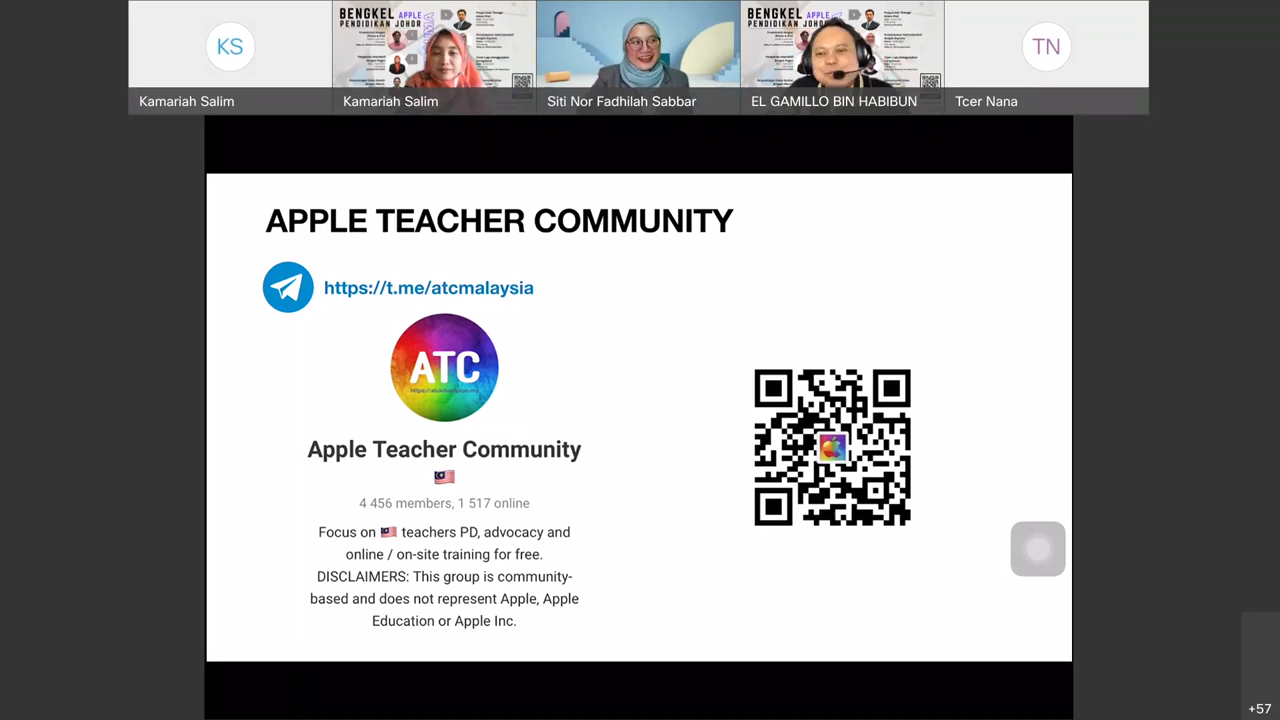 KS
TN
BENGKEL APPLE
PENDIDIKAN JOHOR
BENGKEL APPLE
PENDIDIKAN JOHOR
Kamariah Salim
Kamariah Salim
Siti Nor Fadhilah Sabbar
EL GAMILLO BIN HABIBUN
Tcer Nana
APPLE TEACHER COMMUNITY
https://t.me/atcmalaysia
ATC
Apple Teacher Community
4 456 members, 1 517 online
Focus on 🇲🇾 teachers PD, advocacy and
online / on-site training for free.
DISCLAIMERS: This group is community-
based and does not represent Apple, Apple
Education or Apple Inc.
+57